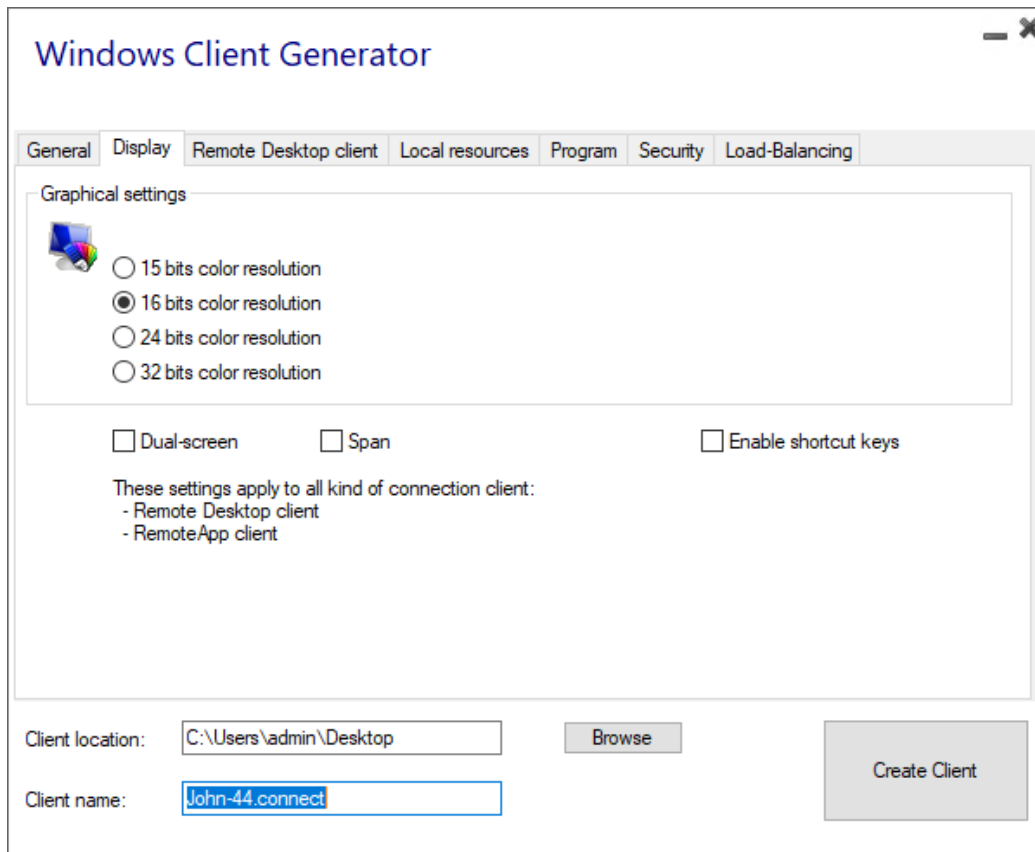 Windows Client Generator
General Display Remote Desktop client Local resources Program Security Load-Balancing
Graphical settings
15 bits color resolution
16 bits color resolution
24 bits color resolution
32 bits color resolution
Dual-screen Span Enable shortcut keys
These settings apply to all kind of connection client:
- Remote Desktop client
- RemoteApp client
Client location: C:\Users\admin\Desktop Browse
Create Client
Client name: John-44.connect